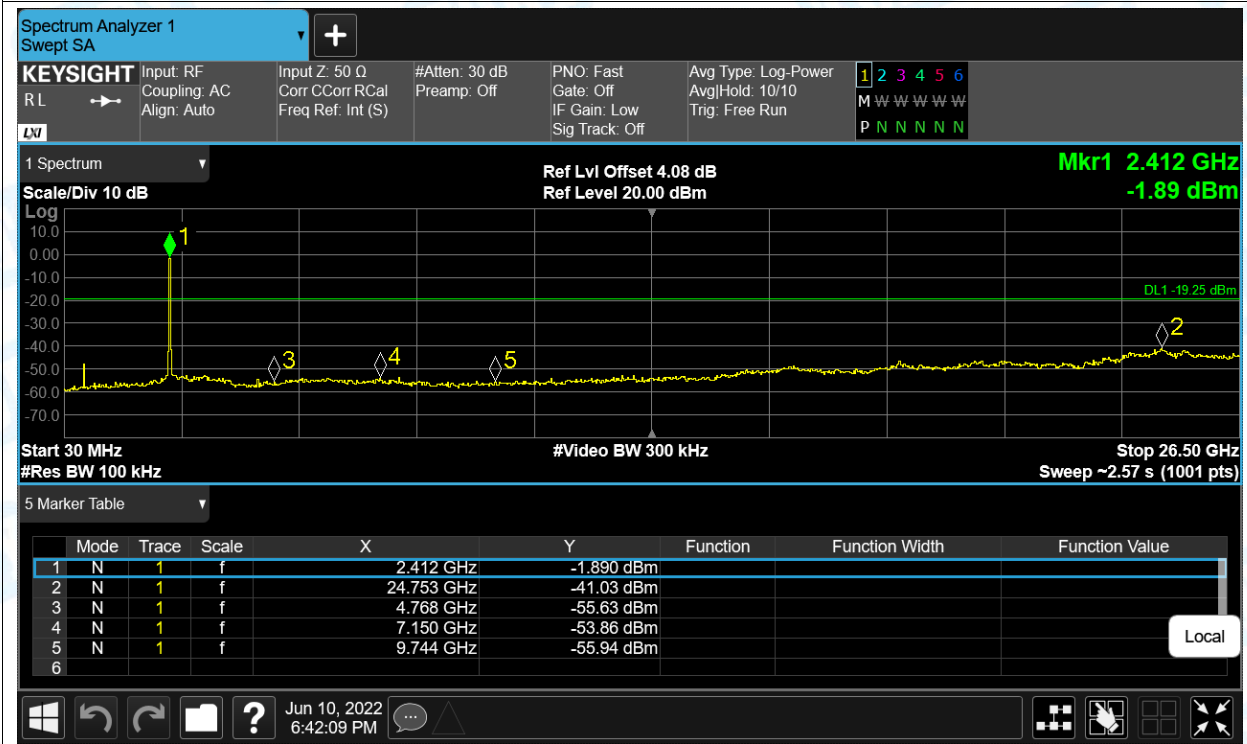 Spectrum Analyzer 1
Swept SA
+
KEYSIGHT
R L
LXI
Input: RF
Coupling: AC
Align: Auto
Input Z: 50 Ω
Corr CCorr RCal
Freq Ref: Int (S)
#Atten: 30 dB
Preamp: Off
PNO: Fast
Gate: Off
IF Gain: Low
Sig Track: Off
Avg Type: Log-Power
Avg|Hold: 10/10
Trig: Free Run
1 2 3 4 5 6
M W W W W W
P N N N N N
1 Spectrum
Scale/Div 10 dB
Ref Lvl Offset 4.08 dB
Ref Level 20.00 dBm
Mkr1 2.412 GHz
-1.89 dBm
Log
10.0
0.00
-10.0
-20.0
-30.0
-40.0
-50.0
-60.0
-70.0
1
DL1 -19.25 dBm
2
3
4
5
Start 30 MHz
#Video BW 300 kHz
Stop 26.50 GHz
#Res BW 100 kHz
Sweep ~2.57 s (1001 pts)
5 Marker Table
Mode Trace Scale X Y Function Function Width Function Value
1 N 1 f 2.412 GHz -1.890 dBm
2 N 1 f 24.753 GHz -41.03 dBm
3 N 1 f 4.768 GHz -55.63 dBm
4 N 1 f 7.150 GHz -53.86 dBm
5 N 1 f 9.744 GHz -55.94 dBm
6
Local
?
Jun 10, 2022
6:42:09 PM